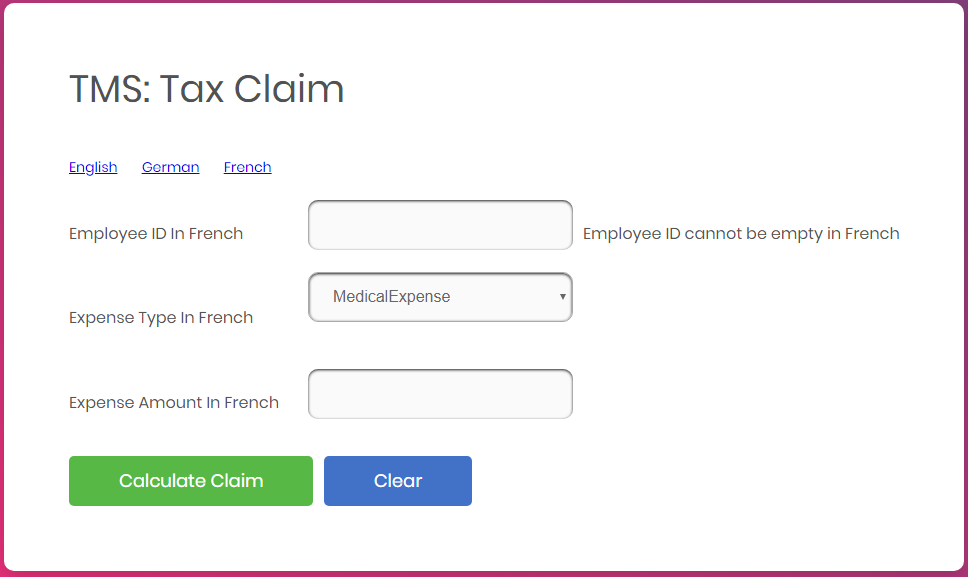 TMS: Tax Claim
English German French
Employee ID In French Employee ID cannot be empty in French
MedicalExpense
Expense Type In French
Expense Amount In French
Calculate Claim Clear